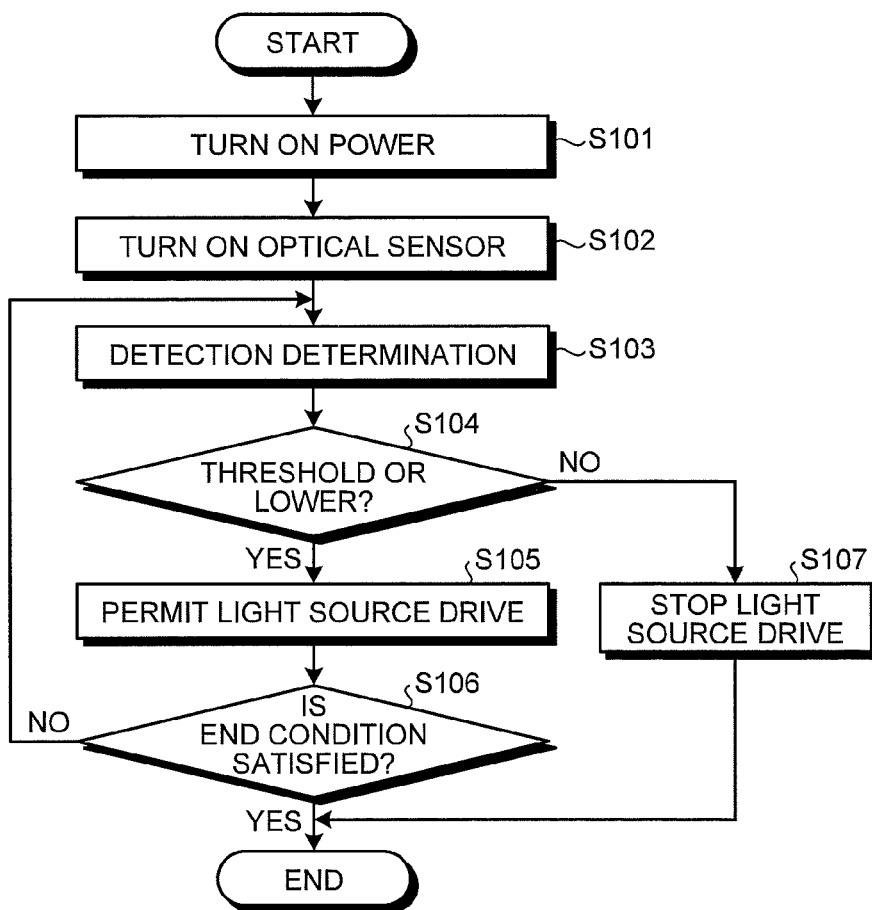 START
TURN ON POWER
S101
TURN ON OPTICAL SENSOR
S102
DETECTION DETERMINATION
S103
S104
THRESHOLD OR
LOWER?
NO
YES
S105
PERMIT LIGHT SOURCE DRIVE
S107
STOP LIGHT
SOURCE DRIVE
S106
IS
END CONDITION
SATISFIED?
NO
YES
END